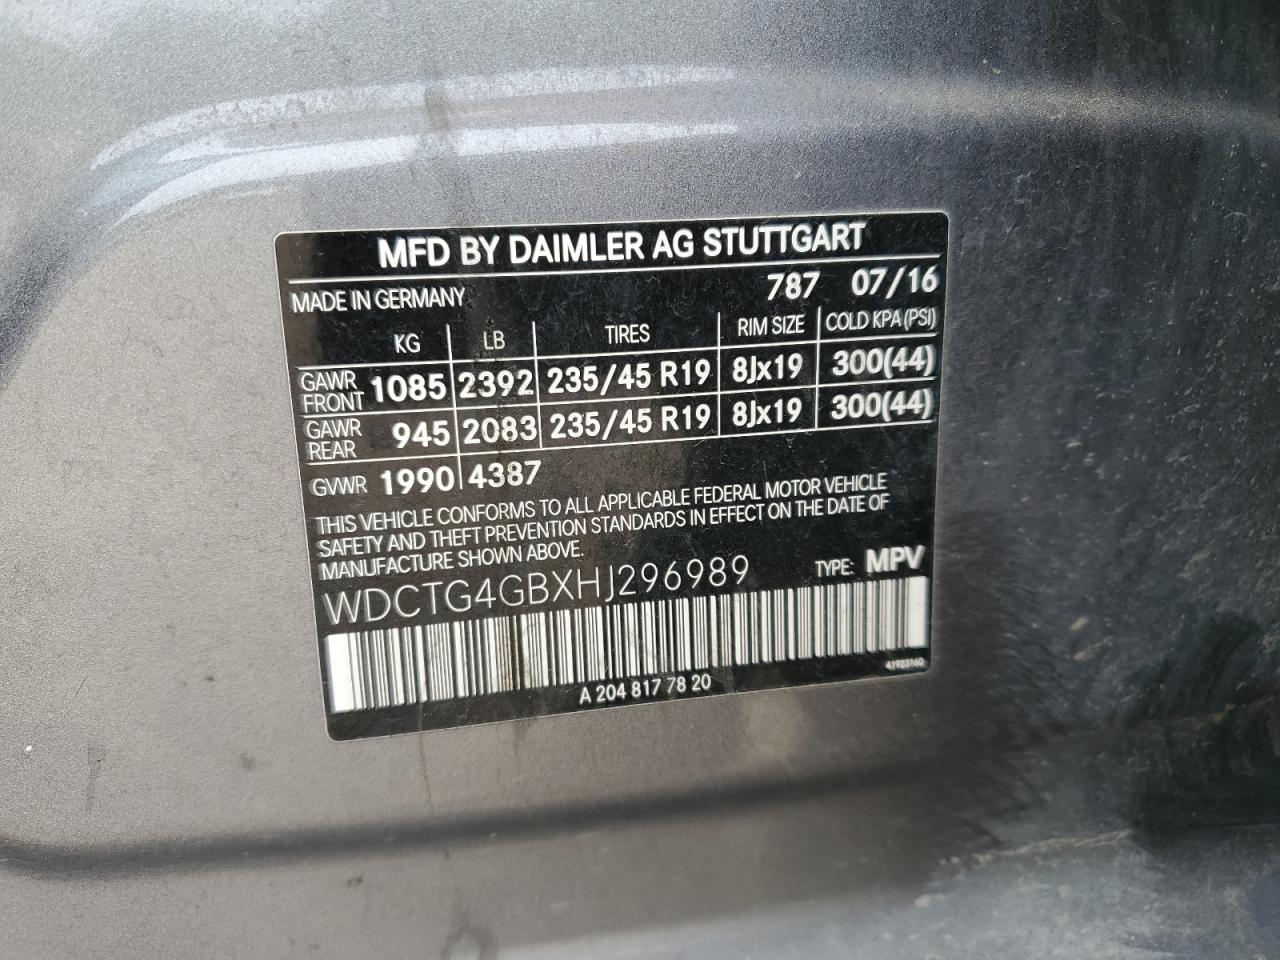 MFD BY DAIMLER AG STUTTGART
MADE IN GERMANY 787 07/16
KG LB TIRES RIM SIZE COLD KPA (PSI)
GAWR FRONT 1085 2392 235/45 R19 8Jx19 300(44)
GAWR REAR 945 2083 235/45 R19 8Jx19 300(44)
GVWR 1990 4387
THIS VEHICLE CONFORMS TO ALL APPLICABLE FEDERAL MOTOR VEHICLE
SAFETY AND THEFT PREVENTION STANDARDS IN EFFECT ON THE DATE OF
MANUFACTURE SHOWN ABOVE.
WDCTG4GBXHJ296989 TYPE: MPV
A 204 817 78 20 41923160